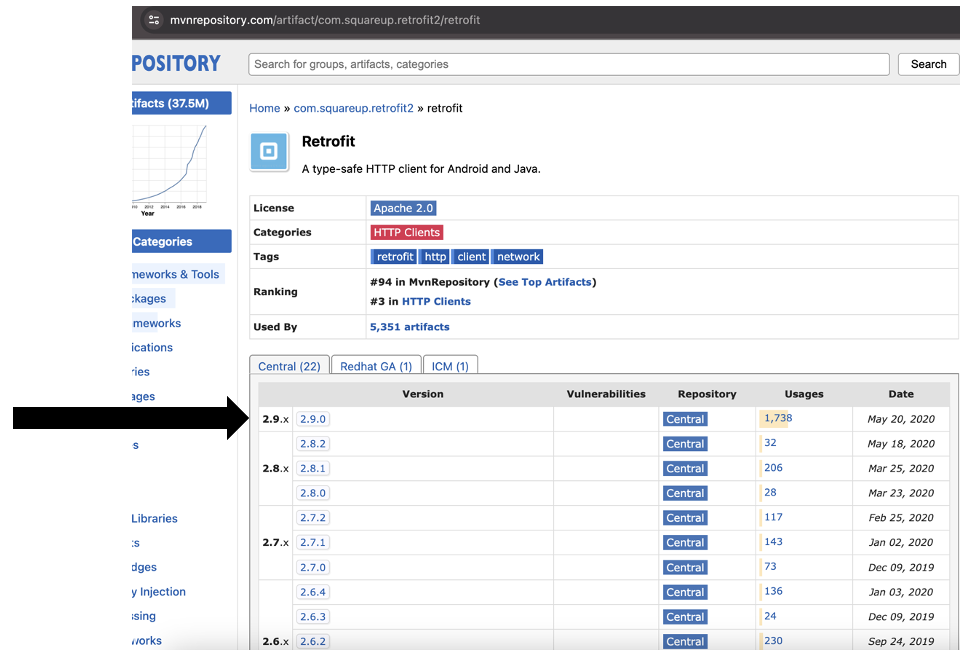 mvnrepository.com/artifact/com.squareup.retrofit2/retrofit
POSITORY
Search for groups, artifacts, categories
Search
tifacts (37.5M)
Year
Categories
meworks & Tools
ckages
meworks
ications
ries
ages
s
Libraries
ts
dges
y Injection
ssing
works
Home » com.squareup.retrofit2 » retrofit
Retrofit
A type-safe HTTP client for Android and Java.
License Apache 2.0
Categories HTTP Clients
Tags retrofit http client network
Ranking #94 in MvnRepository (See Top Artifacts)
#3 in HTTP Clients
Used By 5,351 artifacts
Central (22) Redhat GA (1) ICM (1)
Version Vulnerabilities Repository Usages Date
2.9.x 2.9.0 Central 1,738 May 20, 2020
2.8.2 Central 32 May 18, 2020
2.8.x 2.8.1 Central 206 Mar 25, 2020
2.8.0 Central 28 Mar 23, 2020
2.7.2 Central 117 Feb 25, 2020
2.7.x 2.7.1 Central 143 Jan 02, 2020
2.7.0 Central 73 Dec 09, 2019
2.6.4 Central 136 Jan 03, 2020
2.6.3 Central 24 Dec 09, 2019
2.6.x 2.6.2 Central 230 Sep 24, 2019